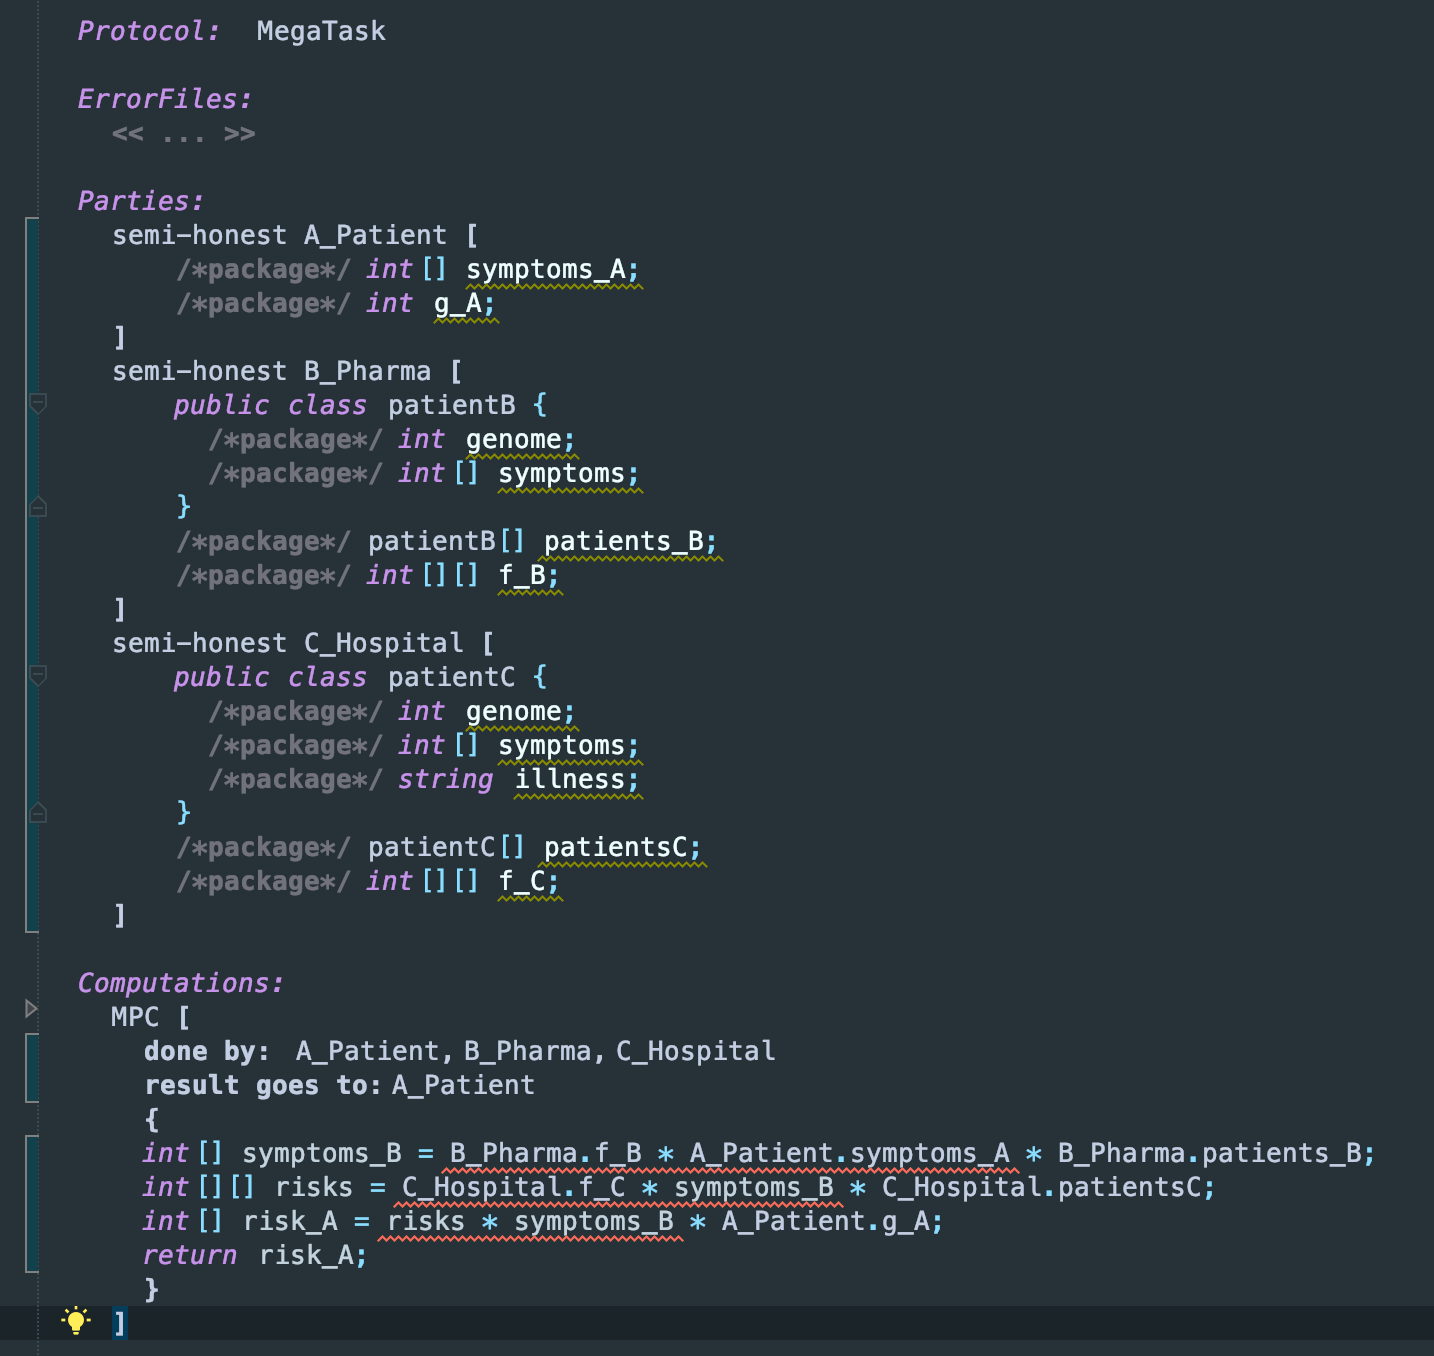 Protocol: MegaTask
ErrorFiles:
<< ... >>
Parties:
semi-honest A_Patient [
/*package*/ int[] symptoms_A;
/*package*/ int g_A;
]
semi-honest B_Pharma [
public class patientB {
/*package*/ int genome;
/*package*/ int[] symptoms;
}
/*package*/ patientB[] patients_B;
/*package*/ int[][] f_B;
]
semi-honest C_Hospital [
public class patientC {
/*package*/ int genome;
/*package*/ int[] symptoms;
/*package*/ string illness;
}
/*package*/ patientC[] patientsC;
/*package*/ int[][] f_C;
]
Computations:
MPC [
done by: A_Patient, B_Pharma, C_Hospital
result goes to: A_Patient
{
int[] symptoms_B = B_Pharma.f_B * A_Patient.symptoms_A * B_Pharma.patients_B;
int[][] risks = C_Hospital.f_C * symptoms_B * C_Hospital.patientsC;
int[] risk_A = risks * symptoms_B * A_Patient.g_A;
return risk_A;
}
]